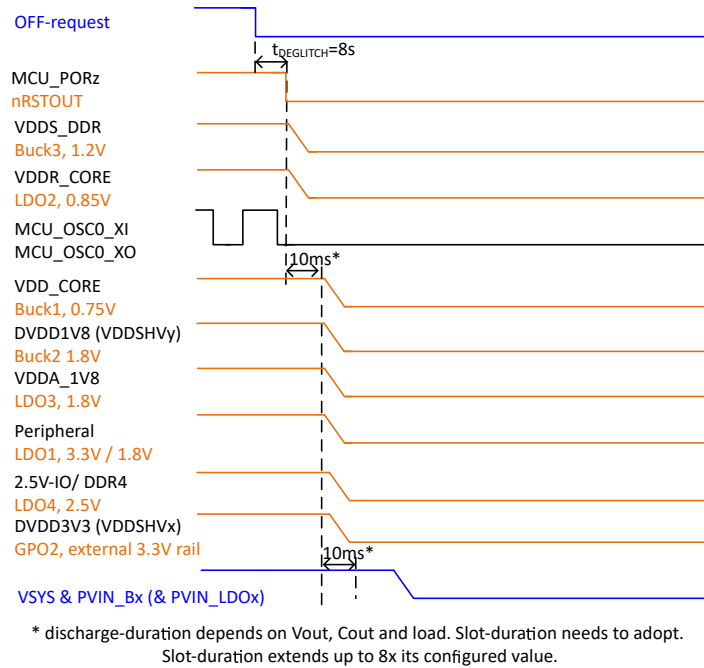 OFF-request
tDEGLITCH=8s
MCU_PORz
nRSTOUT
VDDS_DDR
Buck3, 1.2V
VDDR_CORE
LDO2, 0.85V
MCU_OSC0_XI
MCU_OSC0_XO
10ms*
VDD_CORE
Buck1, 0.75V
DVDD1V8 (VDDSHVy)
Buck2 1.8V
VDDA_1V8
LDO3, 1.8V
Peripheral
LDO1, 3.3V / 1.8V
2.5V-IO/ DDR4
LDO4, 2.5V
DVDD3V3 (VDDSHVx)
GPO2, external 3.3V rail
10ms*
VSYS & PVIN_Bx (& PVIN_LDOx)
* discharge-duration depends on Vout, Cout and load. Slot-duration needs to adopt.
Slot-duration extends up to 8x its configured value.